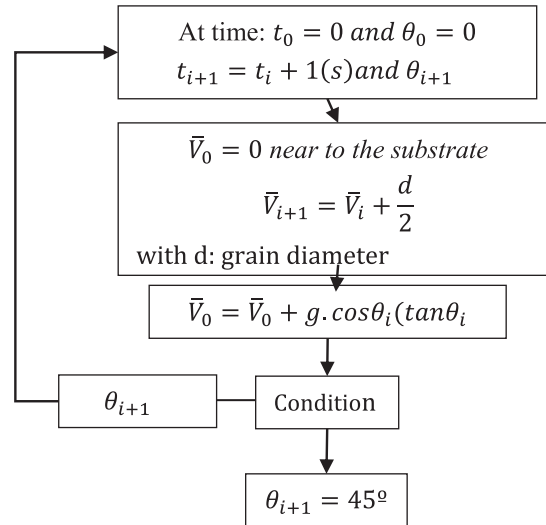 At time: t₀ = 0 and θ₀ = 0
tᵢ₊₁ = tᵢ + 1(s)and θᵢ₊₁
V̄₀ = 0 near to the substrate
V̄ᵢ₊₁ = V̄ᵢ + d/2
with d: grain diameter
V̄₀ = V̄₀ + g.cosθᵢ(tanθᵢ
θᵢ₊₁
Condition
θᵢ₊₁ = 45º